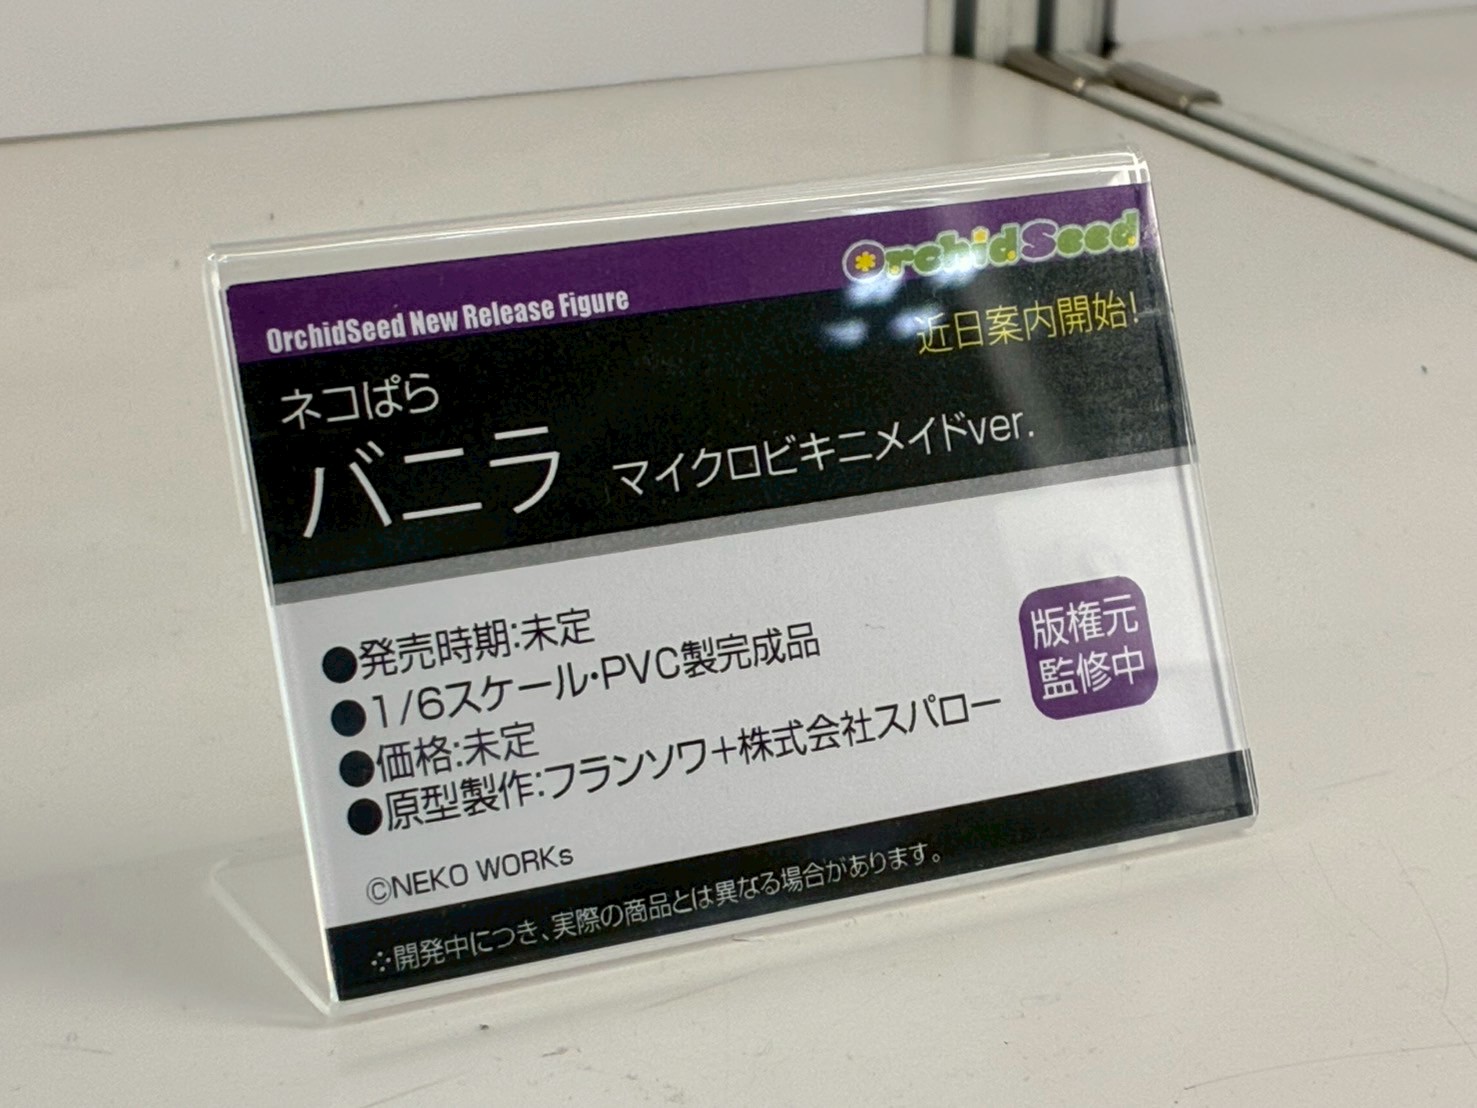 OrchidSeed
OrchidSeed New Release Figure
近日案内開始!
ネコぱら
バニラ マイクロビキニメイドver.
●発売時期:未定
●1/6スケール・PVC製完成品
●価格:未定
●原型製作:フランソワ+株式会社スパロー
版権元
監修中
©NEKO WORKs
※開発中につき、実際の商品とは異なる場合があります。